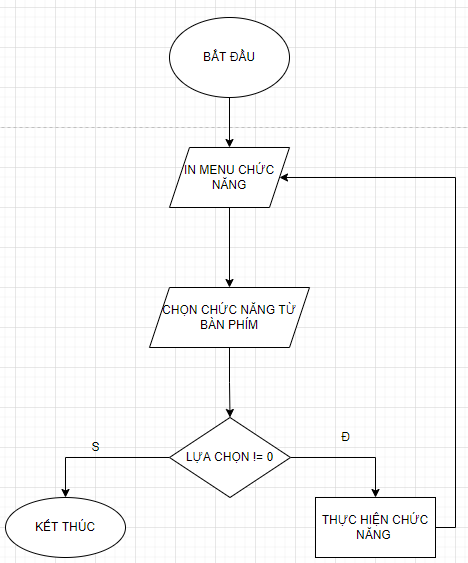 BẮT ĐẦU
IN MENU CHỨC
NĂNG
CHỌN CHỨC NĂNG TỪ
BÀN PHÍM
LỰA CHỌN != 0
S
Đ
KẾT THÚC
THỰC HIỆN CHỨC
NĂNG